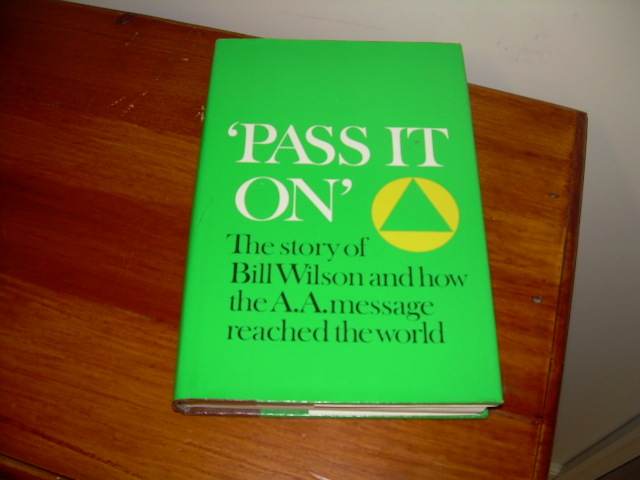 ‘PASS IT
ON’
The story of
Bill Wilson and how
the A.A. message
reached the world